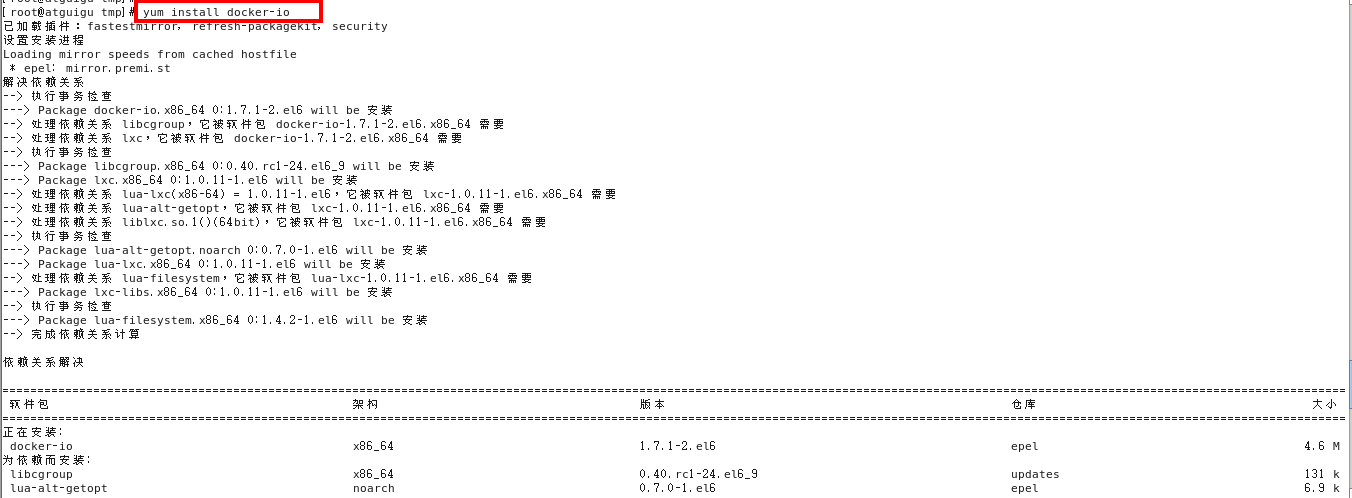 [root@atguigu tmp]# yum install docker-io
已加载插件：fastestmirror, refresh-packagekit, security
设置安装进程
Loading mirror speeds from cached hostfile
 * epel: mirror.premi.st
解决依赖关系
--> 执行事务检查
---> Package docker-io.x86_64 0:1.7.1-2.el6 will be 安装
--> 处理依赖关系 libcgroup，它被软件包 docker-io-1.7.1-2.el6.x86_64 需要
--> 处理依赖关系 lxc，它被软件包 docker-io-1.7.1-2.el6.x86_64 需要
--> 执行事务检查
---> Package libcgroup.x86_64 0:0.40.rc1-24.el6_9 will be 安装
---> Package lxc.x86_64 0:1.0.11-1.el6 will be 安装
--> 处理依赖关系 lua-lxc(x86-64) = 1.0.11-1.el6，它被软件包 lxc-1.0.11-1.el6.x86_64 需要
--> 处理依赖关系 lua-alt-getopt，它被软件包 lxc-1.0.11-1.el6.x86_64 需要
--> 处理依赖关系 liblxc.so.1()(64bit)，它被软件包 lxc-1.0.11-1.el6.x86_64 需要
--> 执行事务检查
---> Package lua-alt-getopt.noarch 0:0.7.0-1.el6 will be 安装
---> Package lua-lxc.x86_64 0:1.0.11-1.el6 will be 安装
--> 处理依赖关系 lua-filesystem，它被软件包 lua-lxc-1.0.11-1.el6.x86_64 需要
---> Package lxc-libs.x86_64 0:1.0.11-1.el6 will be 安装
--> 执行事务检查
---> Package lua-filesystem.x86_64 0:1.4.2-1.el6 will be 安装
--> 完成依赖关系计算
依赖关系解决
软件包 架构 版本 仓库 大小
正在安装:
docker-io x86_64 1.7.1-2.el6 epel 4.6 M
为依赖而安装:
libcgroup x86_64 0.40.rc1-24.el6_9 updates 131 k
lua-alt-getopt noarch 0.7.0-1.el6 epel 6.9 k